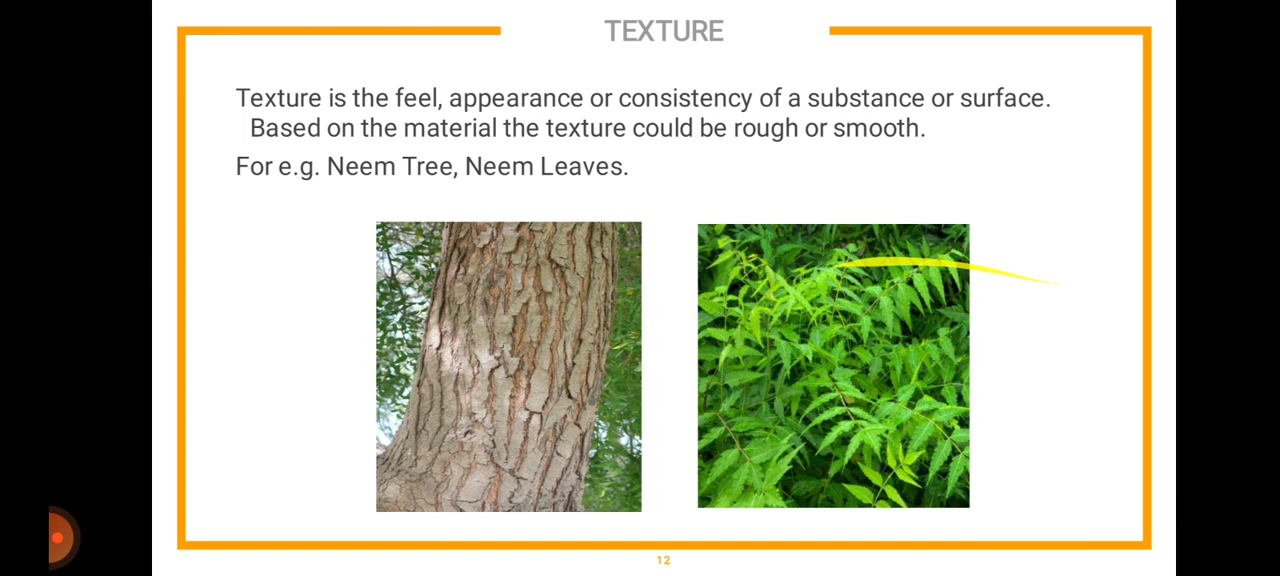 TEXTURE
Texture is the feel, appearance or consistency of a substance or surface.
Based on the material the texture could be rough or smooth.
For e.g. Neem Tree, Neem Leaves.
12